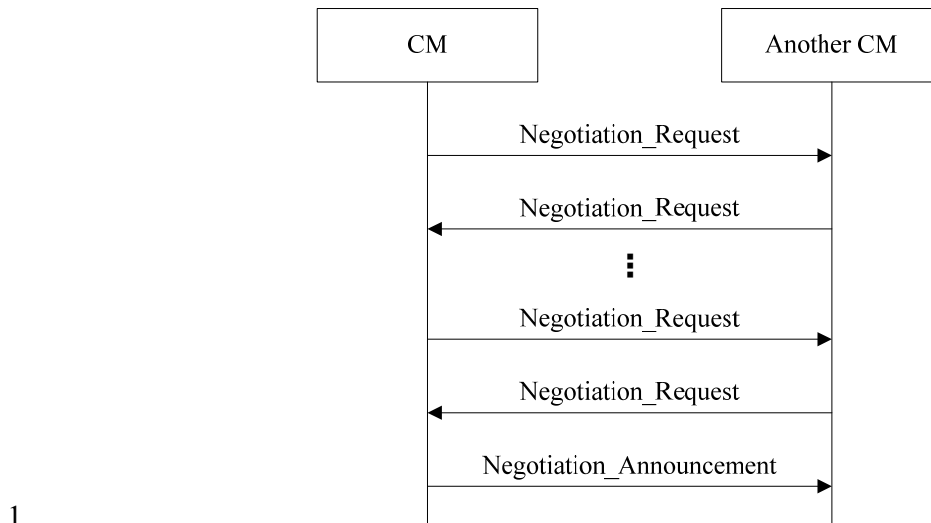 CM
Another CM
Negotiation_Request
Negotiation_Request
Negotiation_Request
Negotiation_Request
Negotiation_Announcement
1